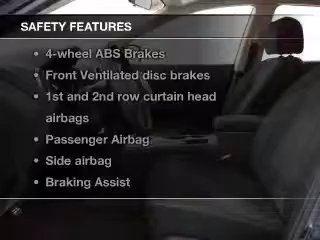 SAFETY FEATURES
• 4-wheel ABS Brakes
• Front Ventilated disc brakes
• 1st and 2nd row curtain head
airbags
• Passenger Airbag
• Side airbag
• Braking Assist